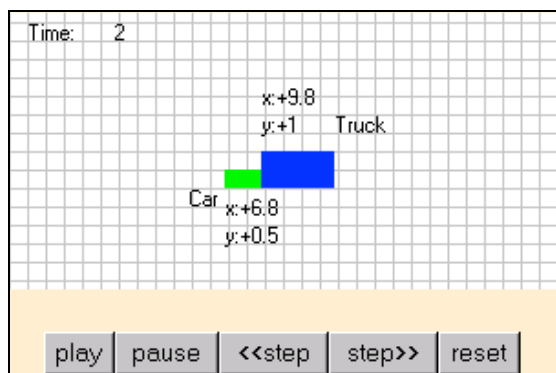 Time: 2
x:+9.8
y:+1 Truck
Car x:+6.8
y:+0.5
play pause <<step step>> reset